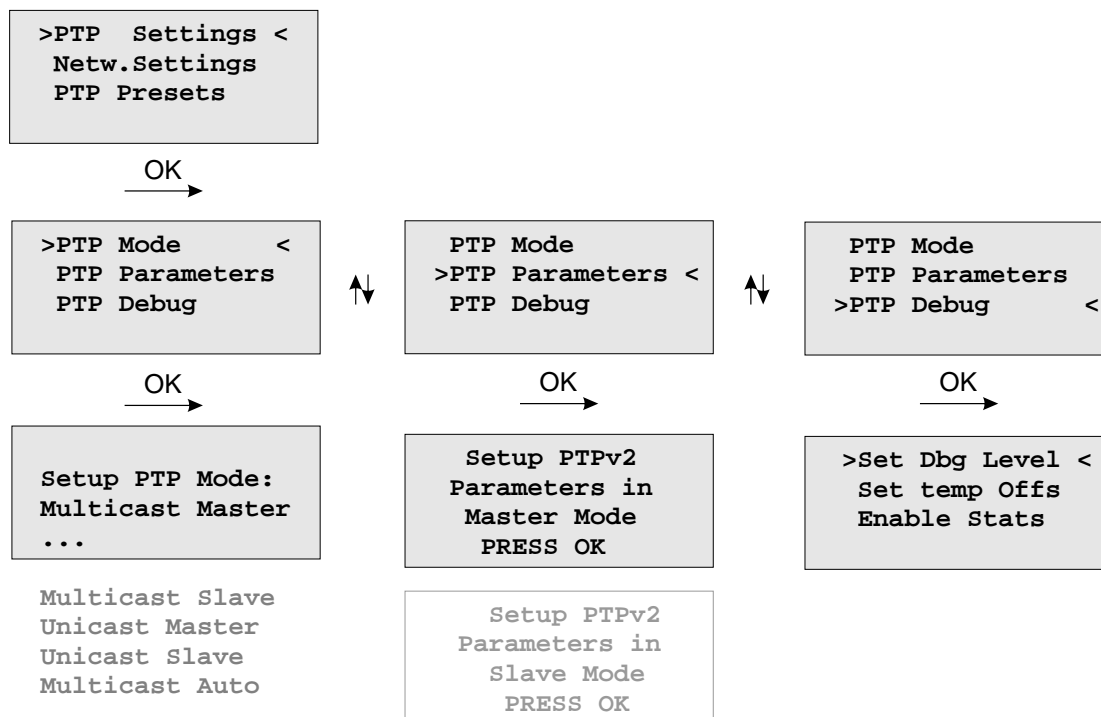 >PTP  Settings <
Netw.Settings
PTP Presets
OK
>PTP Mode       <
PTP Parameters
PTP Debug
PTP Mode
>PTP Parameters <
PTP Debug
PTP Mode
PTP Parameters
>PTP Debug      <
OK
OK
OK
Setup PTP Mode:
Multicast Master
...
Multicast Slave
Unicast Master
Unicast Slave
Multicast Auto
Setup PTPv2
Parameters in
Master Mode
PRESS OK
Setup PTPv2
Parameters in
Slave Mode
PRESS OK
>Set Dbg Level <
Set temp Offs
Enable Stats